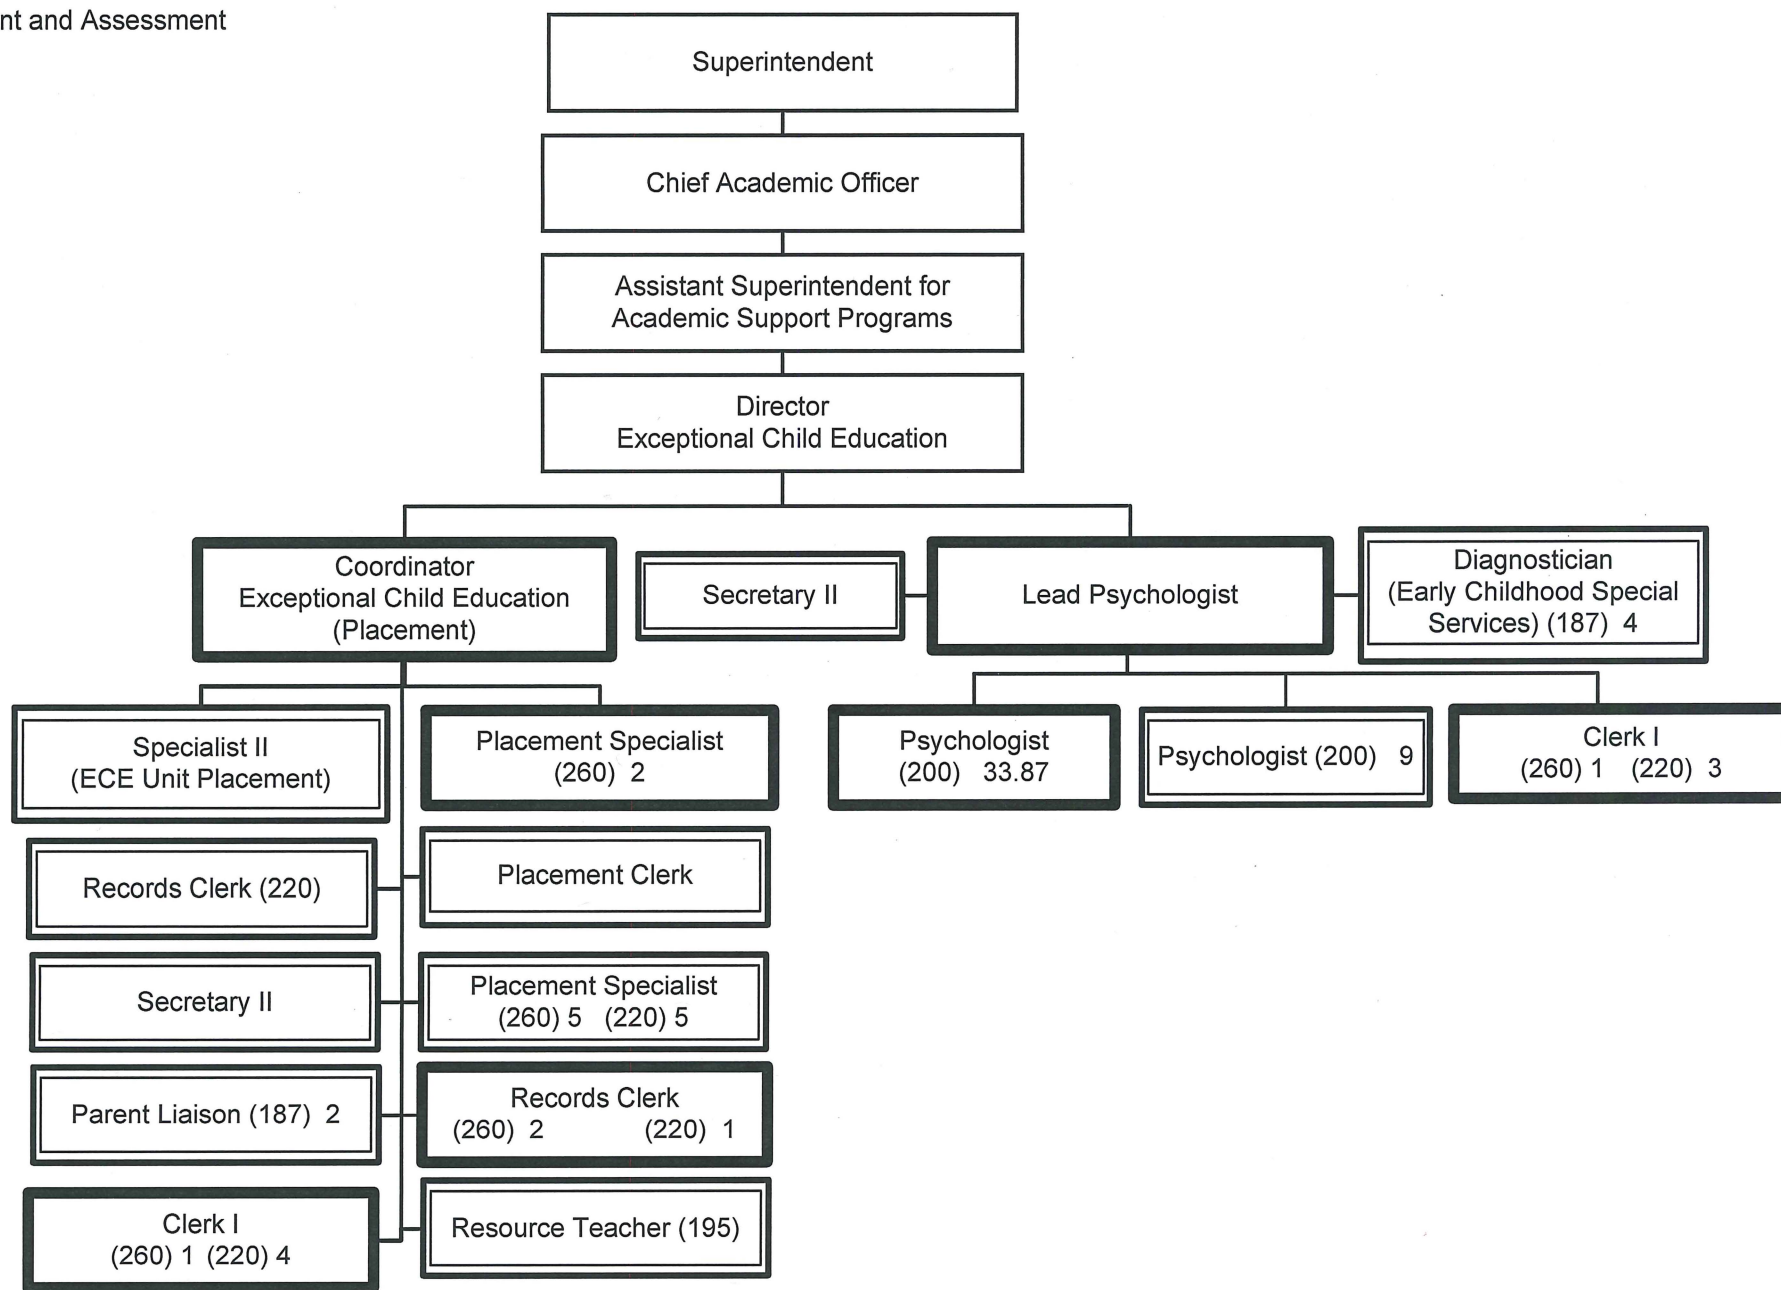 nt and Assessment
Superintendent
Chief Academic Officer
Assistant Superintendent for
Academic Support Programs
Director
Exceptional Child Education
Coordinator
Exceptional Child Education
(Placement)
Secretary II
Lead Psychologist
Diagnostician
(Early Childhood Special
Services) (187) 4
Specialist II
(ECE Unit Placement)
Placement Specialist
(260) 2
Psychologist
(200) 33.87
Psychologist (200) 9
Clerk I
(260) 1 (220) 3
Records Clerk (220)
Placement Clerk
Secretary II
Placement Specialist
(260) 5 (220) 5
Parent Liaison (187) 2
Records Clerk
(260) 2 (220) 1
Clerk I
(260) 1 (220) 4
Resource Teacher (195)